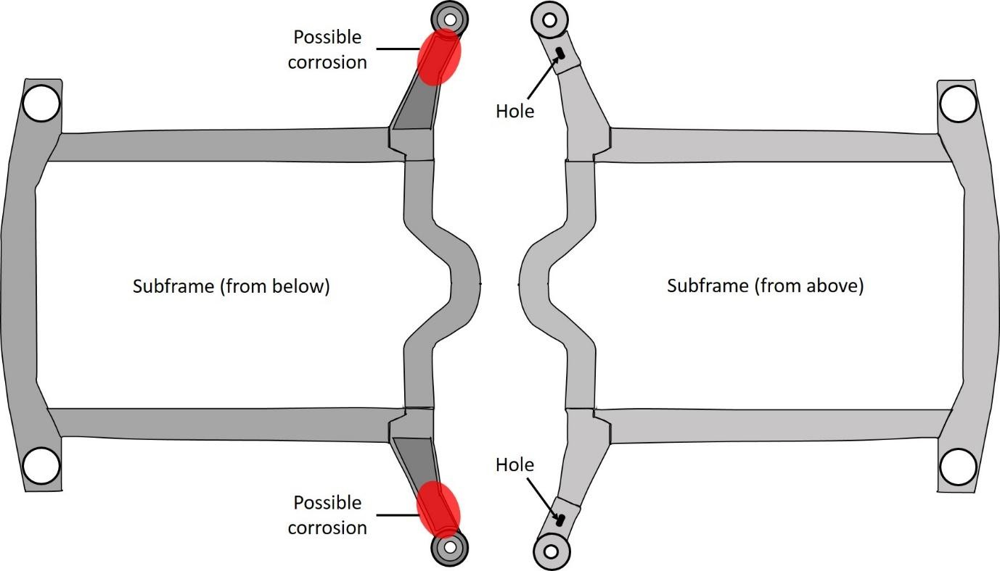 Possible
corrosion
Hole
Subframe (from below)
Subframe (from above)
Hole
Possible
corrosion